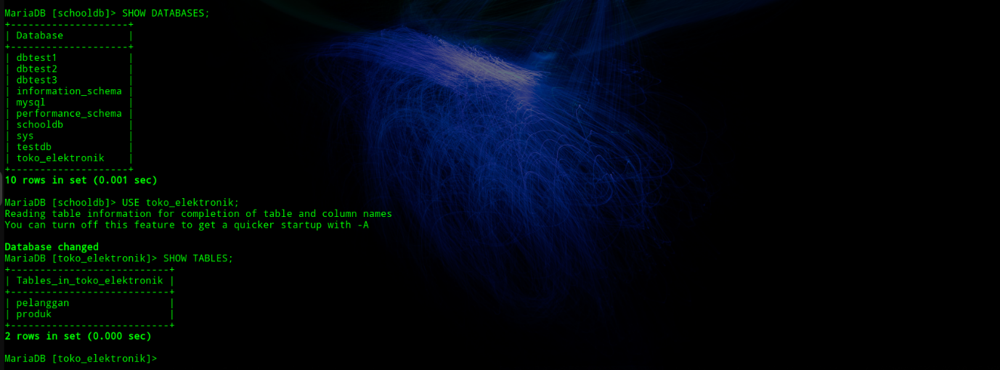 MariaDB [schooldb]> SHOW DATABASES;
+--------------------+
| Database           |
+--------------------+
| dbtest1            |
| dbtest2            |
| dbtest3            |
| information_schema |
| mysql              |
| performance_schema |
| schooldb           |
| sys                |
| testdb             |
| toko_elektronik    |
+--------------------+
10 rows in set (0.001 sec)

MariaDB [schooldb]> USE toko_elektronik;
Reading table information for completion of table and column names
You can turn off this feature to get a quicker startup with -A

Database changed
MariaDB [toko_elektronik]> SHOW TABLES;
+---------------------------+
| Tables_in_toko_elektronik |
+---------------------------+
| pelanggan                 |
| produk                    |
+---------------------------+
2 rows in set (0.000 sec)

MariaDB [toko_elektronik]>